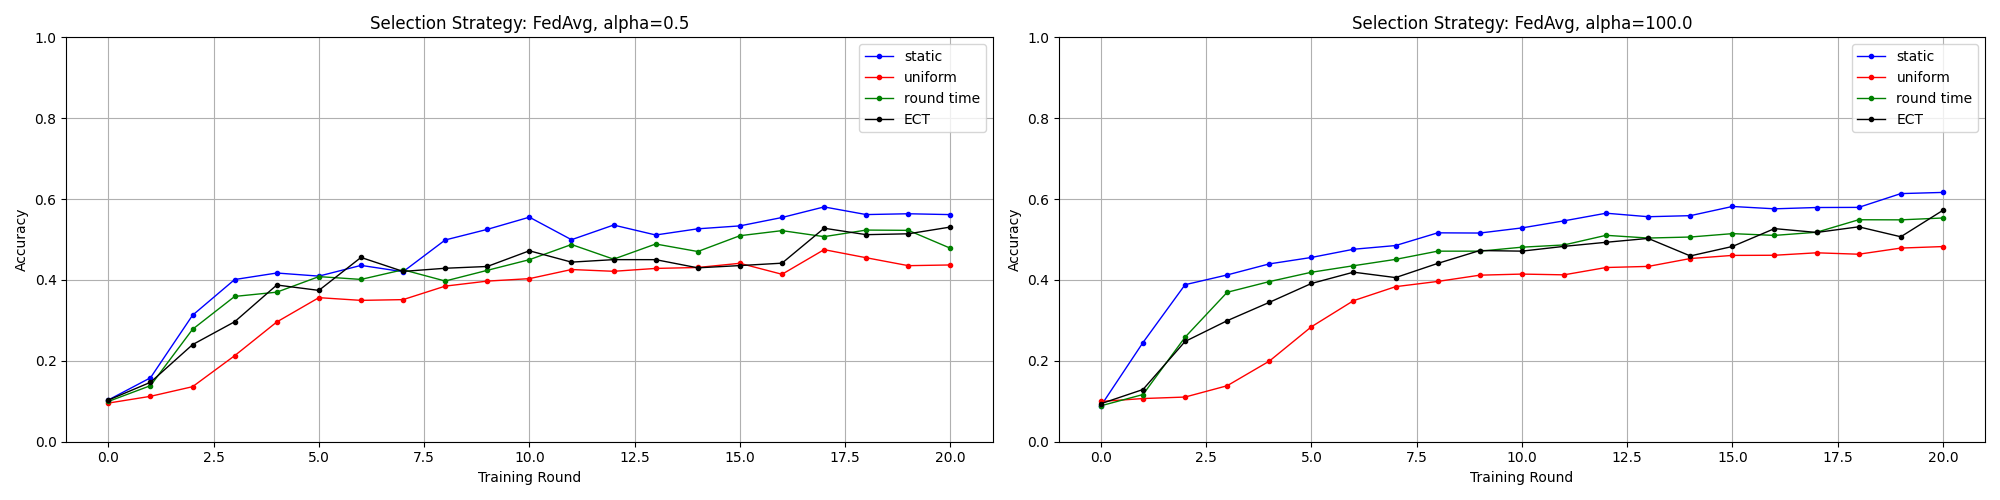 Selection Strategy: FedAvg, alpha=0.5
1.0
0.8
0.6
0.4
0.2
0.0
Accuracy
static
uniform
round time
ECT
0.0 2.5 5.0 7.5 10.0 12.5 15.0 17.5 20.0
Training Round
Selection Strategy: FedAvg, alpha=100.0
1.0
0.8
0.6
0.4
0.2
0.0
Accuracy
static
uniform
round time
ECT
0.0 2.5 5.0 7.5 10.0 12.5 15.0 17.5 20.0
Training Round